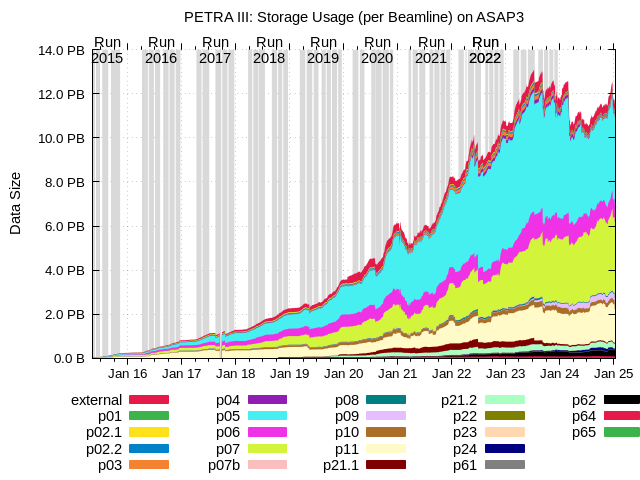 PETRA III: Storage Usage (per Beamline) on ASAP3
Run 2015
Run 2016
Run 2017
Run 2018
Run 2019
Run 2020
Run 2021
Run 2022
14.0 PB
12.0 PB
10.0 PB
8.0 PB
6.0 PB
4.0 PB
2.0 PB
0.0 B
Data Size
Jan 16 Jan 17 Jan 18 Jan 19 Jan 20 Jan 21 Jan 22 Jan 23 Jan 24 Jan 25
external p04 p08 p21.2 p62
p01 p05 p09 p22 p64
p02.1 p06 p10 p23 p65
p02.2 p07 p11 p24
p03 p07b p21.1 p61